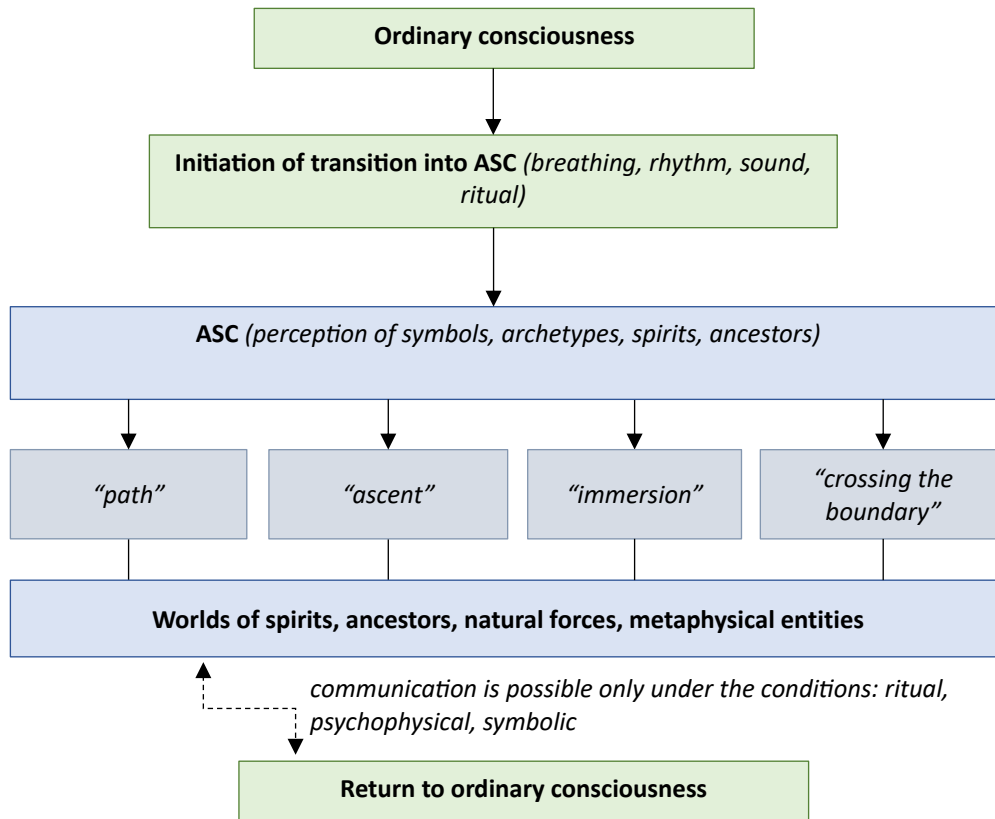 Ordinary consciousness
Initiation of transition into ASC (breathing, rhythm, sound,
ritual)
ASC (perception of symbols, archetypes, spirits, ancestors)
“path”
“ascent”
“immersion”
“crossing the
boundary”
Worlds of spirits, ancestors, natural forces, metaphysical entities
communication is possible only under the conditions: ritual,
psychophysical, symbolic
Return to ordinary consciousness